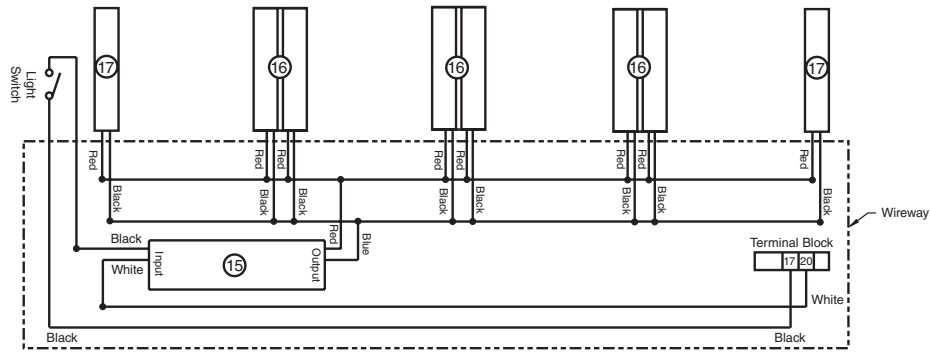 Light
Switch
17
16
16
16
17
Red
Red
Red
Red
Red
Red
Red
Red
Black
Black
Black
Black
Black
Black
Black
Black
Wireway
Black
White
Input
15
Output
Red
Blue
Terminal Block
17 20
White
Black
Black